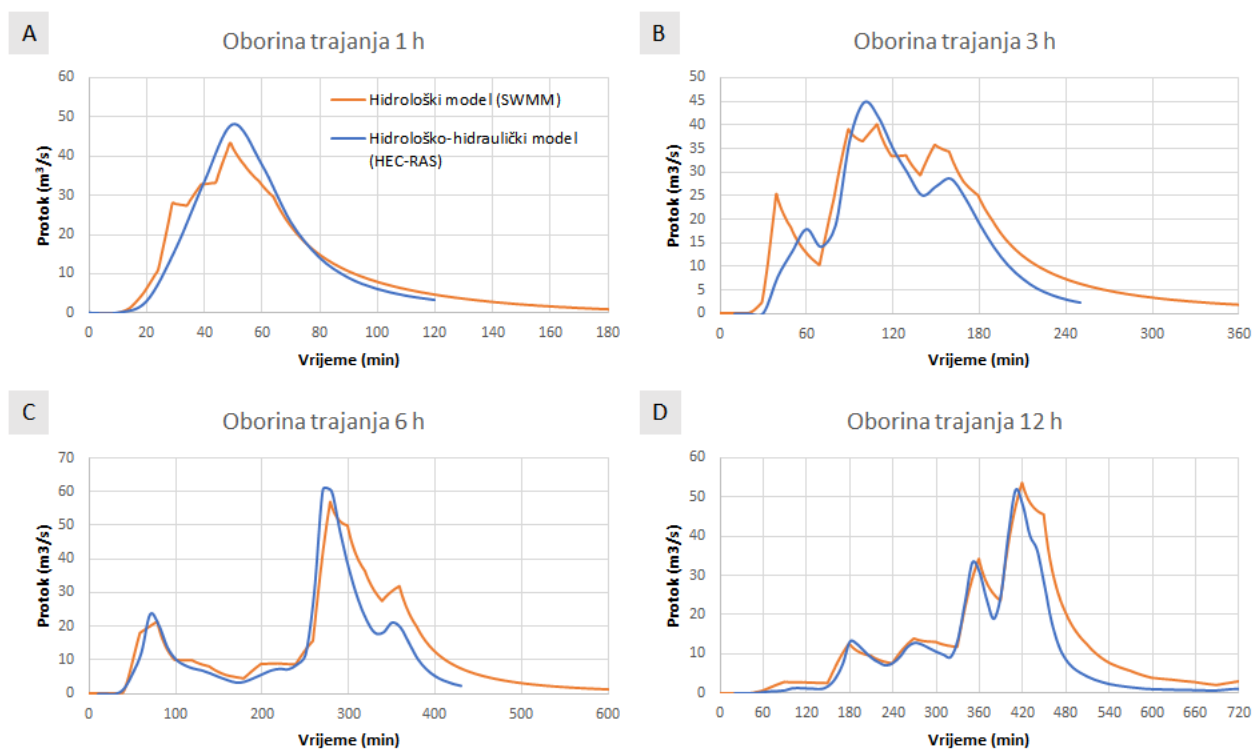 A
Oborina trajanja 1 h
Protok (m³/s)
60
50
40
30
20
10
0
Hidrološki model (SWMM)
Hidrološko-hidraulički model
(HEC-RAS)
0 20 40 60 80 100 120 140 160 180
Vrijeme (min)
B
Oborina trajanja 3 h
Protok (m3/s)
50
45
40
35
30
25
20
15
10
5
0
0 60 120 180 240 300 360
Vrijeme (min)
C
Oborina trajanja 6 h
Protok (m3/s)
70
60
50
40
30
20
10
0
0 100 200 300 400 500 600
Vrijeme (min)
D
Oborina trajanja 12 h
Protok (m3/s)
60
50
40
30
20
10
0
0 60 120 180 240 300 360 420 480 540 600 660 720
Vrijeme (min)